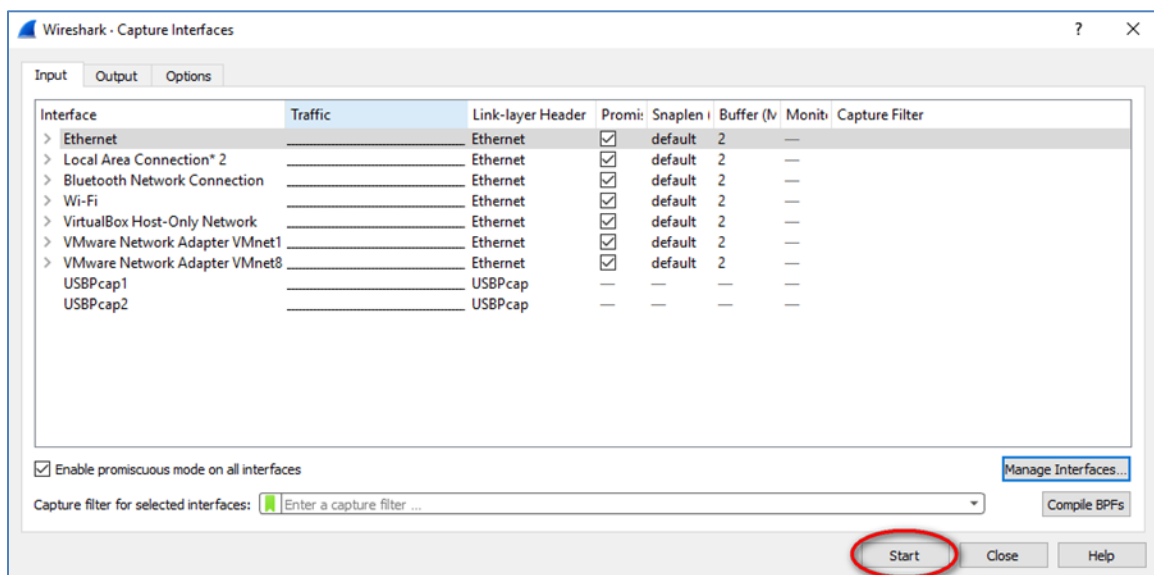 Wireshark · Capture Interfaces ? ×
Input Output Options
Interface Traffic Link-layer Header Promis Snaplen ( Buffer (M Monito Capture Filter
> Ethernet Ethernet default 2 —
> Local Area Connection* 2 Ethernet default 2 —
> Bluetooth Network Connection Ethernet default 2 —
> Wi-Fi Ethernet default 2 —
> VirtualBox Host-Only Network Ethernet default 2 —
> VMware Network Adapter VMnet1 Ethernet default 2 —
> VMware Network Adapter VMnet8 Ethernet default 2 —
USBPcap1 USBPcap — — — —
USBPcap2 USBPcap — — — —
Enable promiscuous mode on all interfaces Manage Interfaces...
Capture filter for selected interfaces: Enter a capture filter ... Compile BPFs
Start Close Help